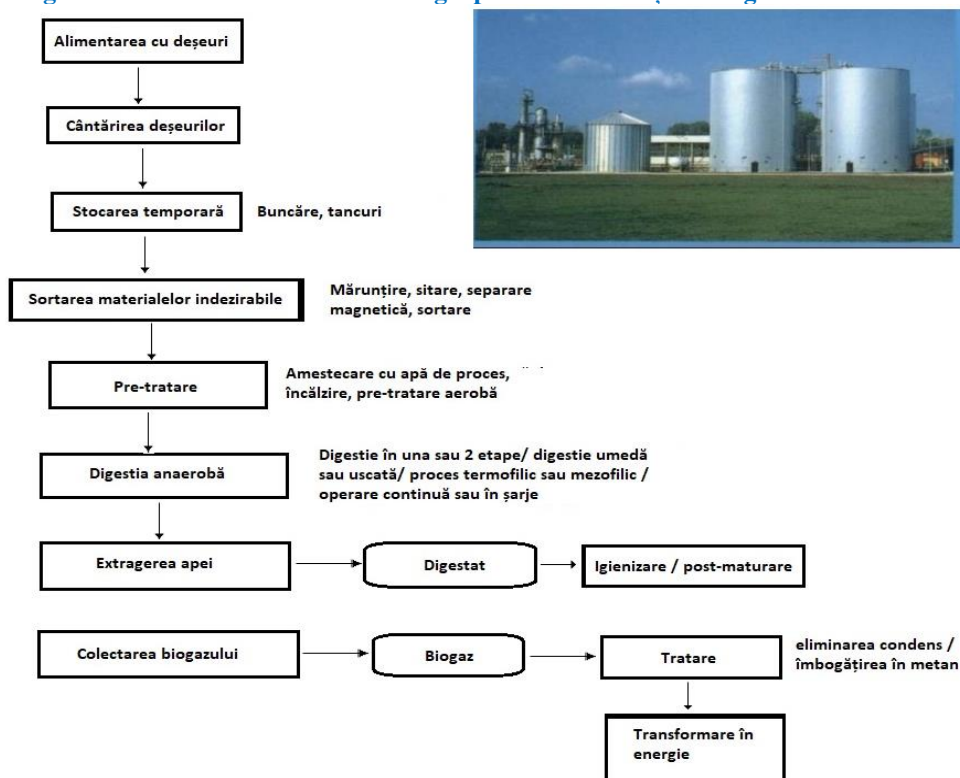 Alimentarea cu deșeuri
Cântărirea deșeurilor
Stocarea temporară
Buncăre, tancuri
Sortarea materialelor indezirabile
Mărunțire, sitare, separare
magnetică, sortare
Pre-tratare
Amestecare cu apă de proces,
încălzire, pre-tratare aerobă
Digestia anaerobă
Digestie în una sau 2 etape/ digestie umedă
sau uscată/ proces termofilic sau mezofilic /
operare continuă sau în șarje
Extragerea apei
Digestat
Igienizare / post-maturare
Colectarea biogazului
Biogaz
Tratare
eliminarea condens /
îmbogățirea în metan
Transformare în
energie